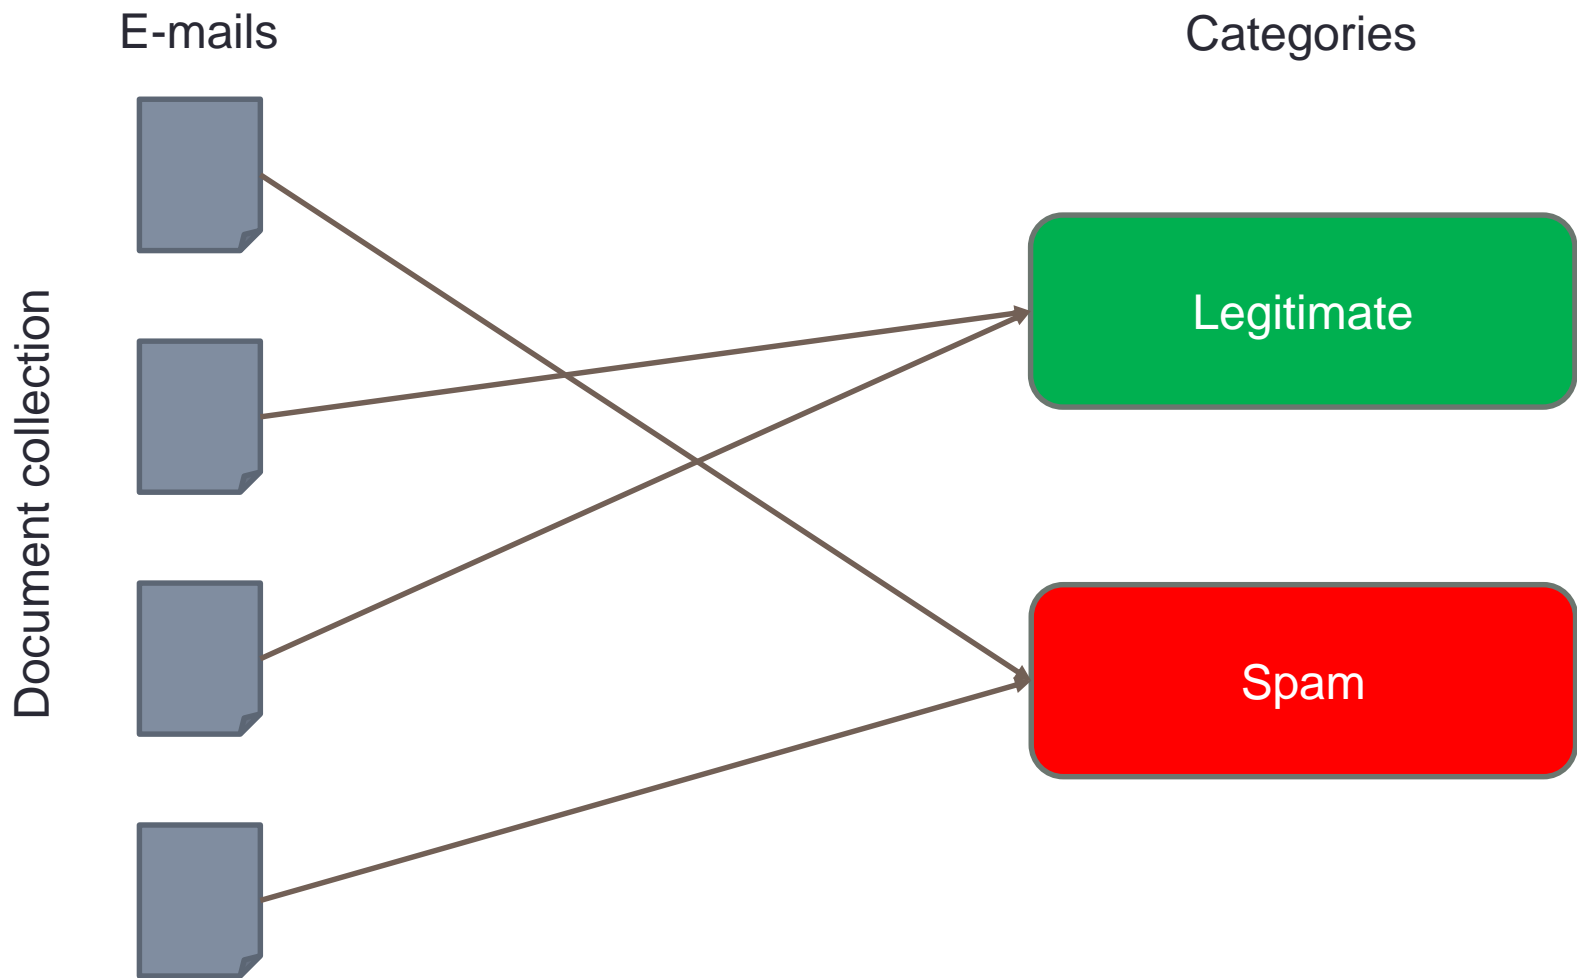 E-mails
Categories
Document collection
Legitimate
Spam